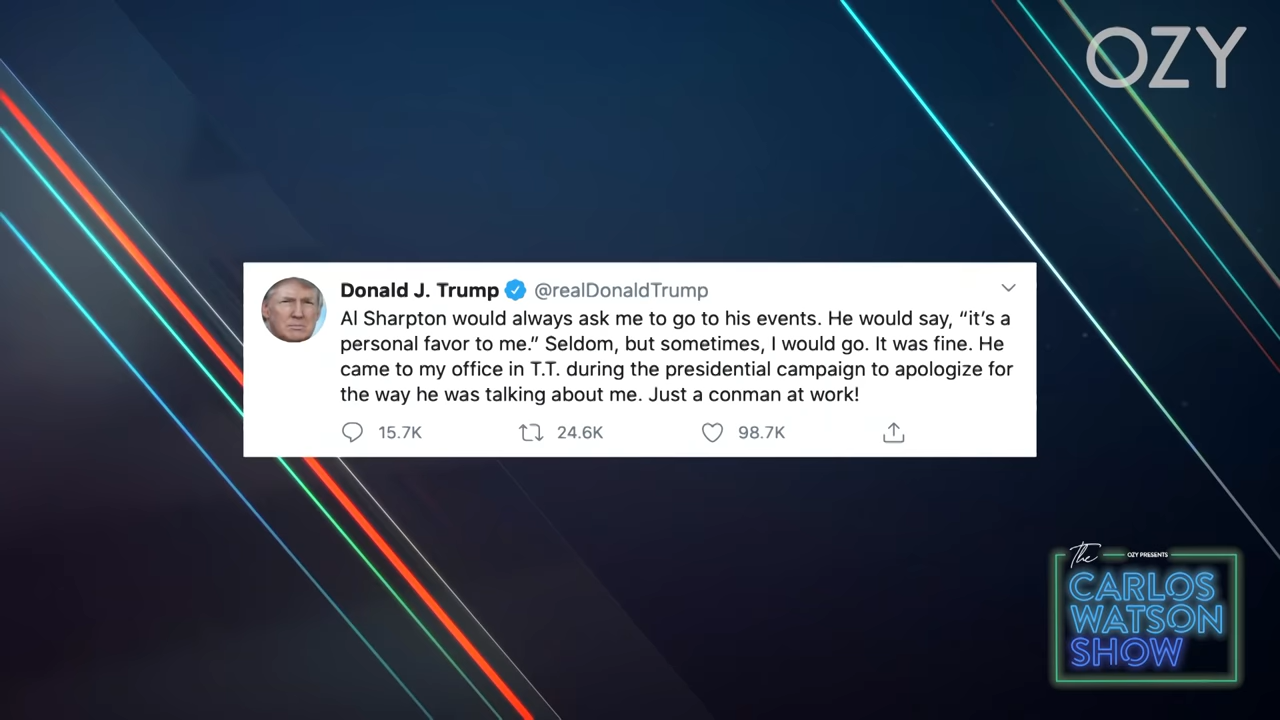 OZY
Donald J. Trump @realDonaldTrump
Al Sharpton would always ask me to go to his events. He would say, “it’s a
personal favor to me.” Seldom, but sometimes, I would go. It was fine. He
came to my office in T.T. during the presidential campaign to apologize for
the way he was talking about me. Just a conman at work!
15.7K 24.6K 98.7K
The OZY PRESENTS
CARLOS
WATSON
SHOW